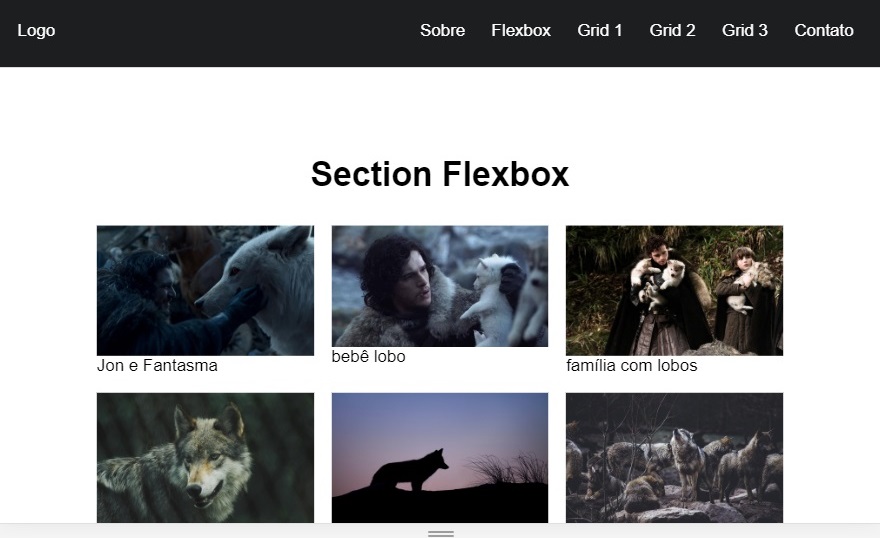 Logo Sobre Flexbox Grid 1 Grid 2 Grid 3 Contato
Section Flexbox
Jon e Fantasma
bebê lobo
família com lobos